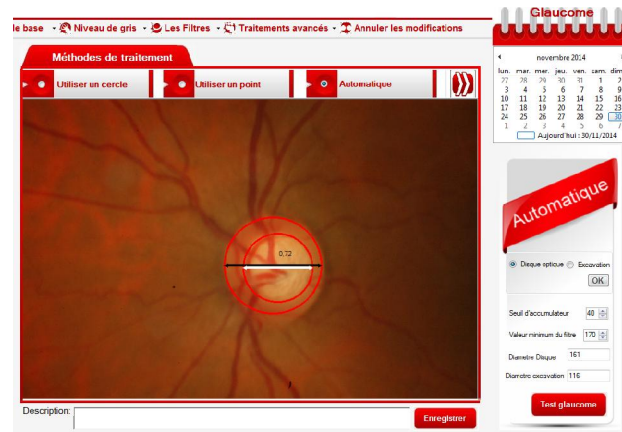 Glaucome
le base - Niveau de gris - Les Filtres - Traitements avancés - Annuler les modifications
Méthodes de traitement
Utiliser un cercle
Utiliser un point
Automatique
0,72
Description:
Enregistrer
novembre 2014
lun. mar. mer. jeu. ven. sam. dim
27 28 29 30 31 1 2
3 4 5 6 7 8 9
10 11 12 13 14 15 16
17 18 19 20 21 22 23
24 25 26 27 28 29 30
1 2 3 4 5 6 7
Aujourd'hui : 30/11/2014
Automatique
Disque optique Excavation
OK
Seuil d'accumulateur 40
Valeur minimum du filtre 170
Diametre Disque 161
Diametre excavation 116
Test glaucome